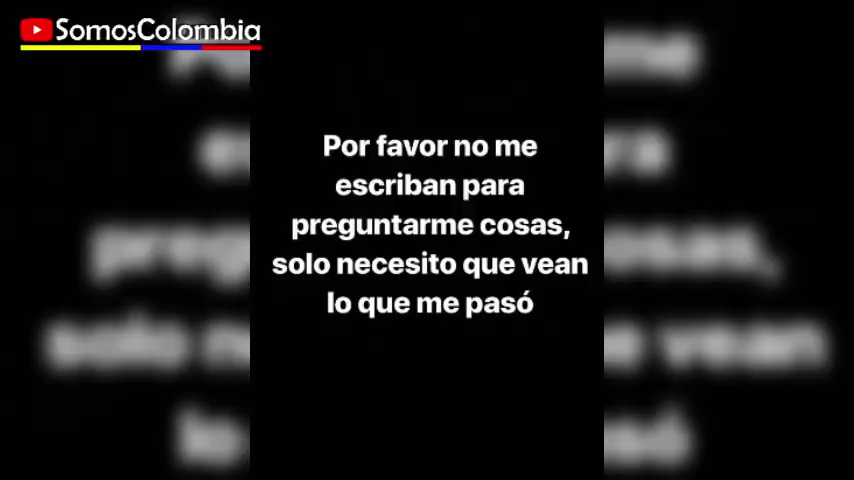 SomosColombia
Por favor no me
escriban para
preguntarme cosas,
solo necesito que vean
lo que me pasó